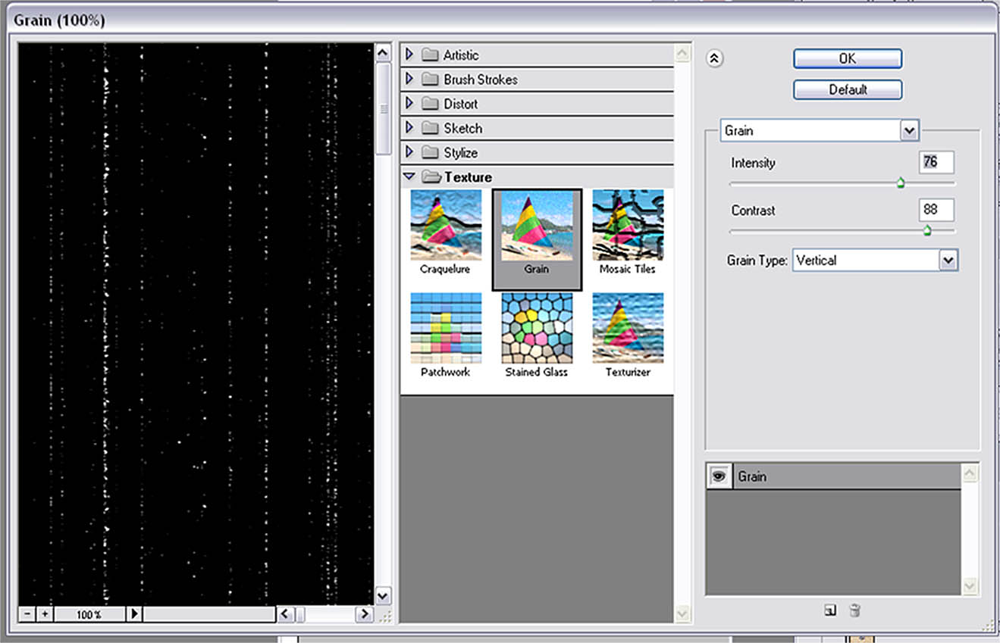 Grain (100%)
Artistic
Brush Strokes
Distort
Sketch
Stylize
Texture
Craquelure
Grain
Mosaic Tiles
Patchwork
Stained Glass
Texturizer
100%
OK
Default
Grain
Intensity
76
Contrast
88
Grain Type: Vertical
Grain